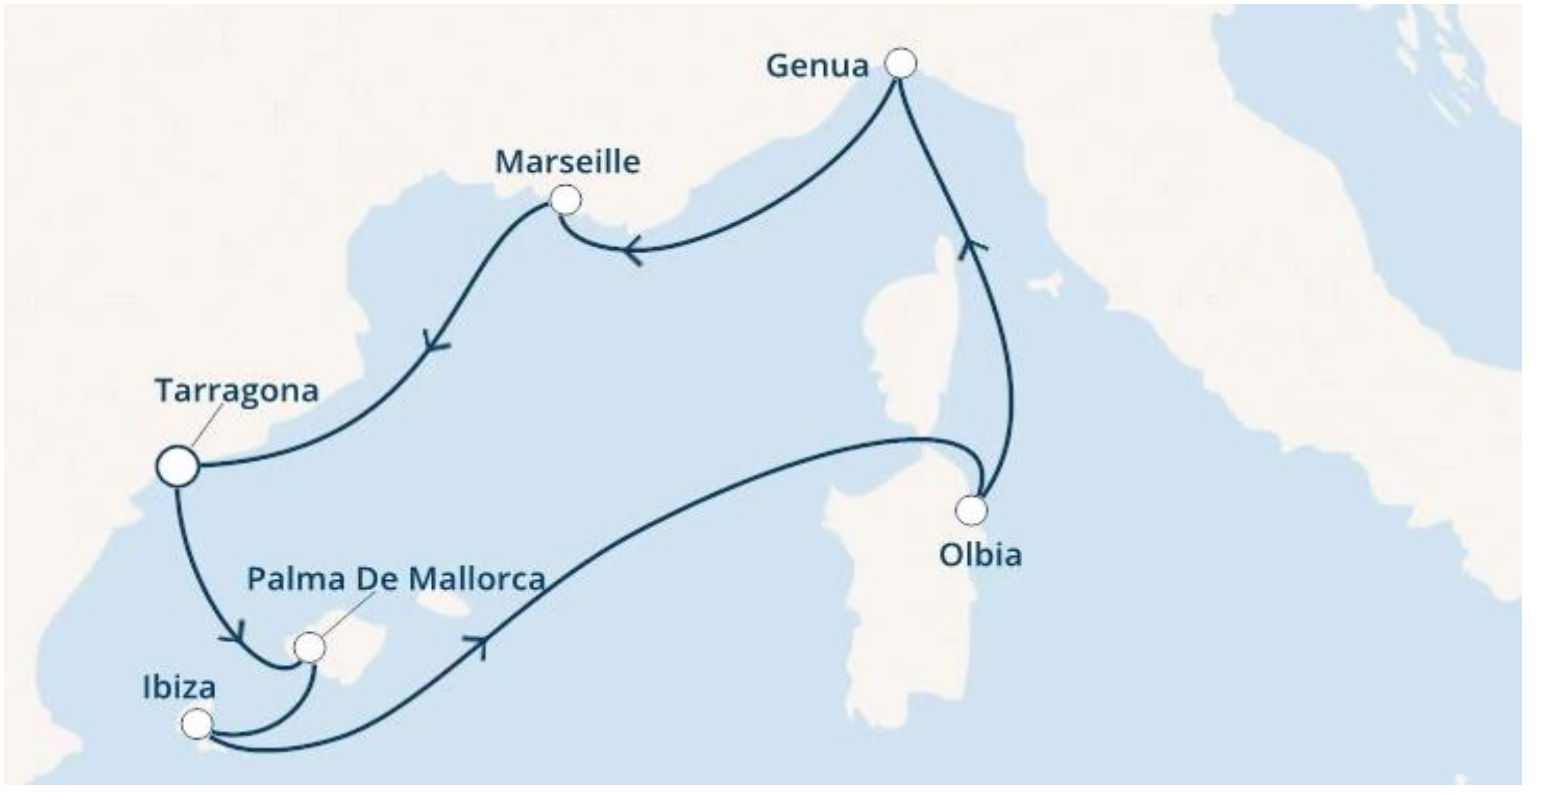 Genua
Marseille
Tarragona
Palma De Mallorca
Olbia
Ibiza